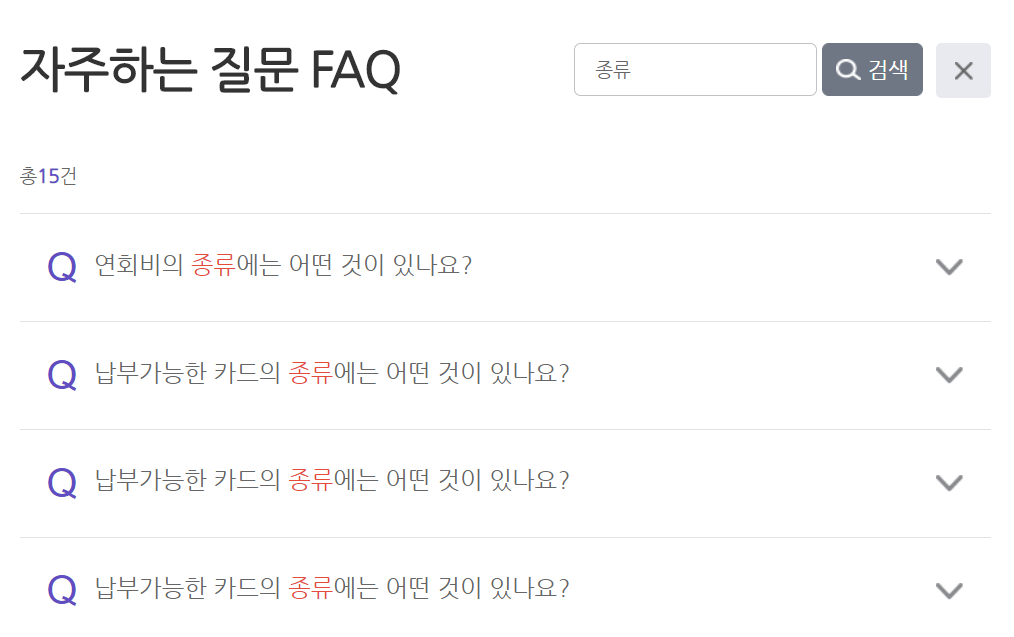 자주하는 질문 FAQ
종류
검색
총15건
Q 연회비의 종류에는 어떤 것이 있나요?
Q 납부가능한 카드의 종류에는 어떤 것이 있나요?
Q 납부가능한 카드의 종류에는 어떤 것이 있나요?
Q 납부가능한 카드의 종류에는 어떤 것이 있나요?